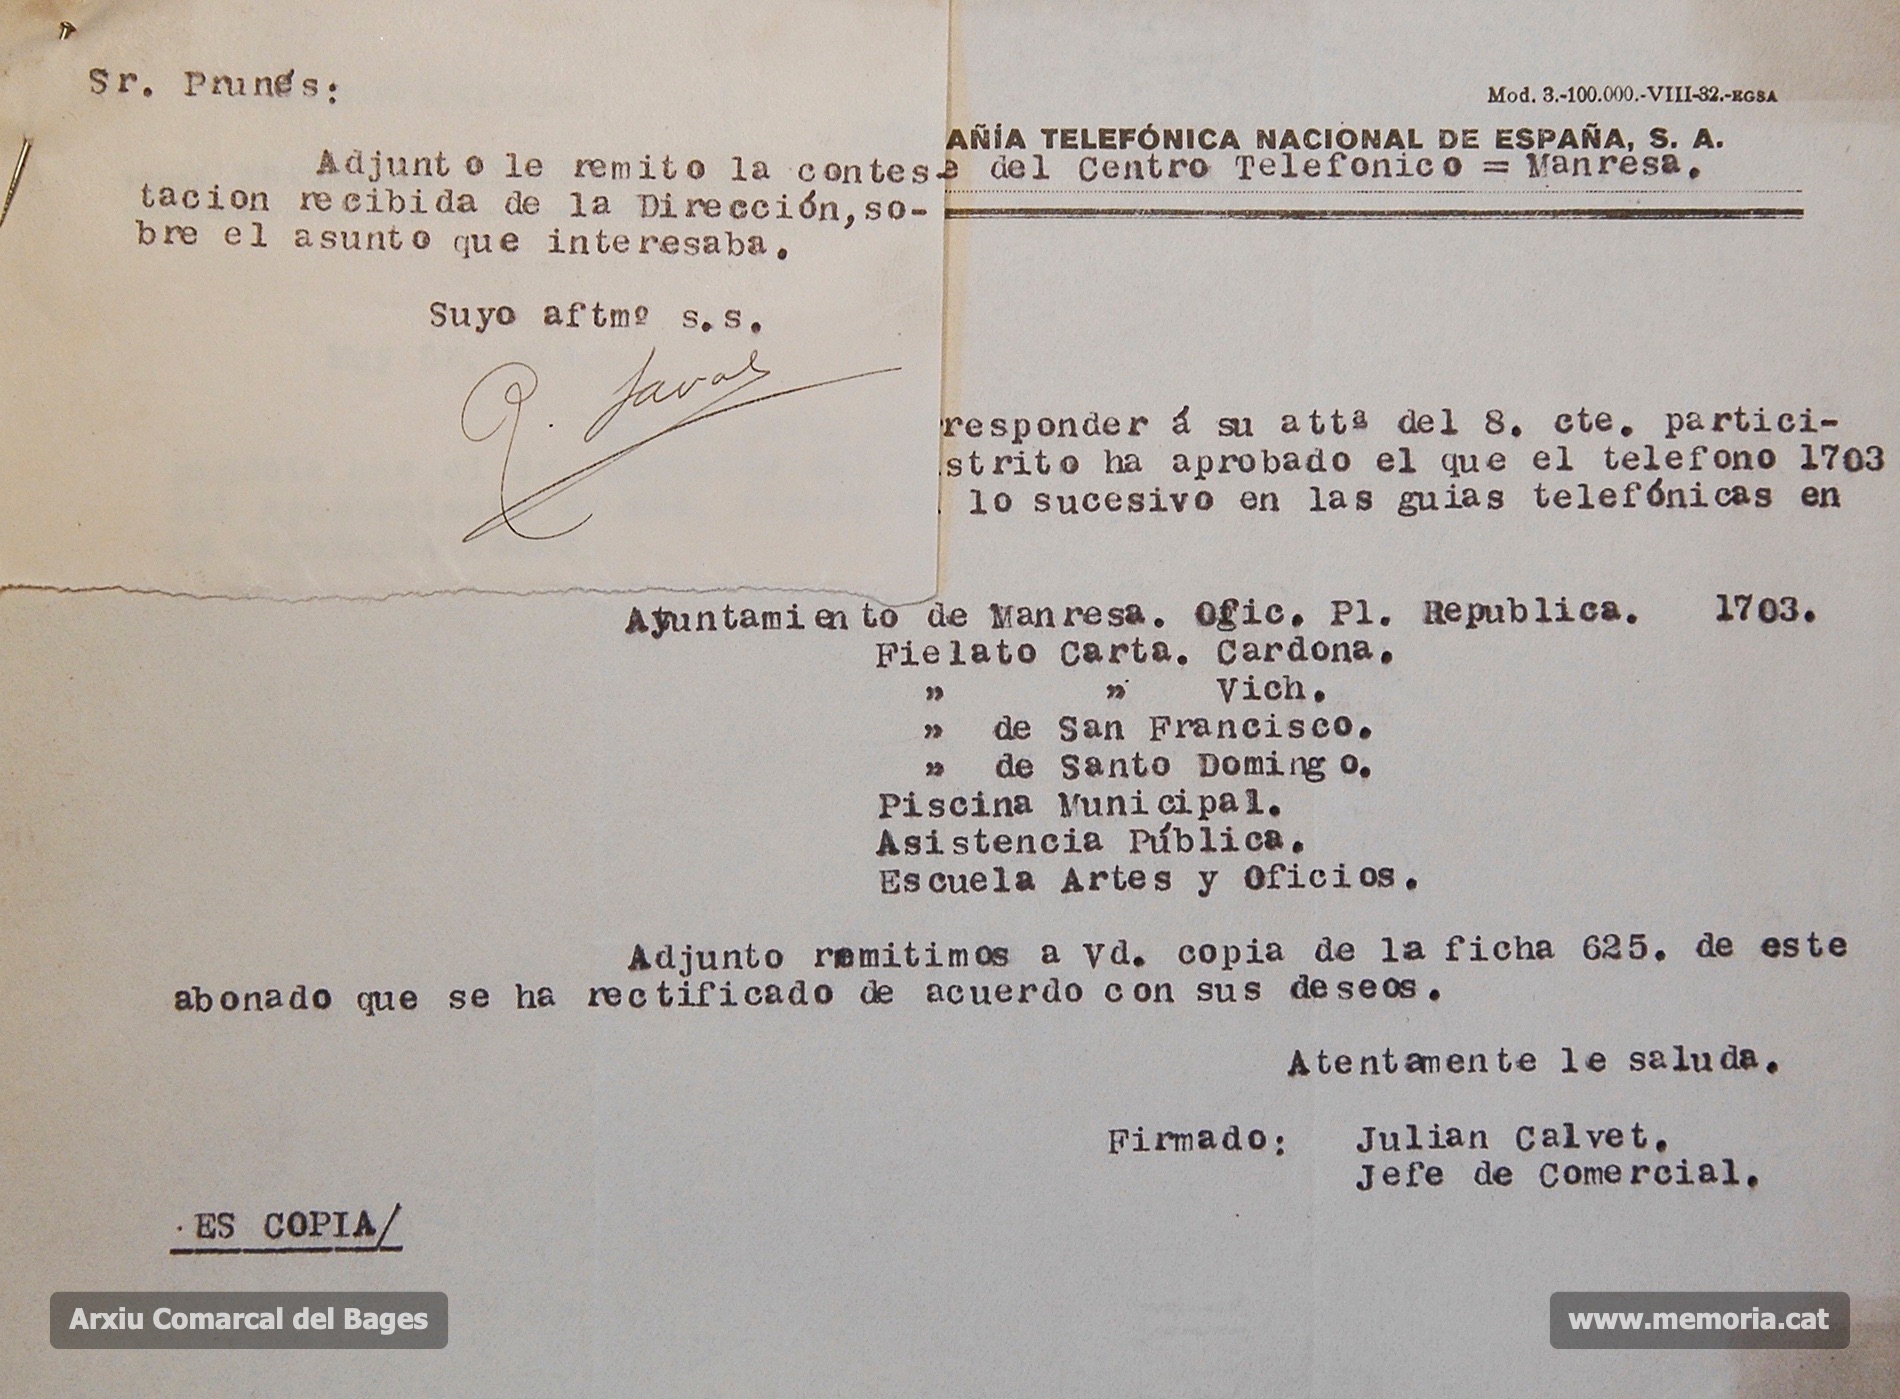 Sr. Prunés:
Adjunto le remito la contes-
tacion recibida de la Dirección, so-
bre el asunto que interesaba.
Suyo aftmº s.s.
Mod. 3.-100.000.-VIII-32.-EGSA
AÑÍA TELEFÓNICA NACIONAL DE ESPAÑA, S. A.
e del Centro Telefonico = Manresa.
responder á su attª del 8. cte. partici-
strito ha aprobado el que el telefono 1703
lo sucesivo en las guias telefónicas en
Ayuntamiento de Manresa. Ofic. Pl. Republica. 1703.
Fielato Carta. Cardona.
" " Vich.
" de San Francisco.
" de Santo Domingo.
Piscina Municipal.
Asistencia Pública.
Escuela Artes y Oficios.
Adjunto remitimos a Vd. copia de la ficha 625. de este
abonado que se ha rectificado de acuerdo con sus deseos.
Atentamente le saluda.
Firmado: Julian Calvet.
Jefe de Comercial.
ES COPIA/
Arxiu Comarcal del Bages
www.memoria.cat